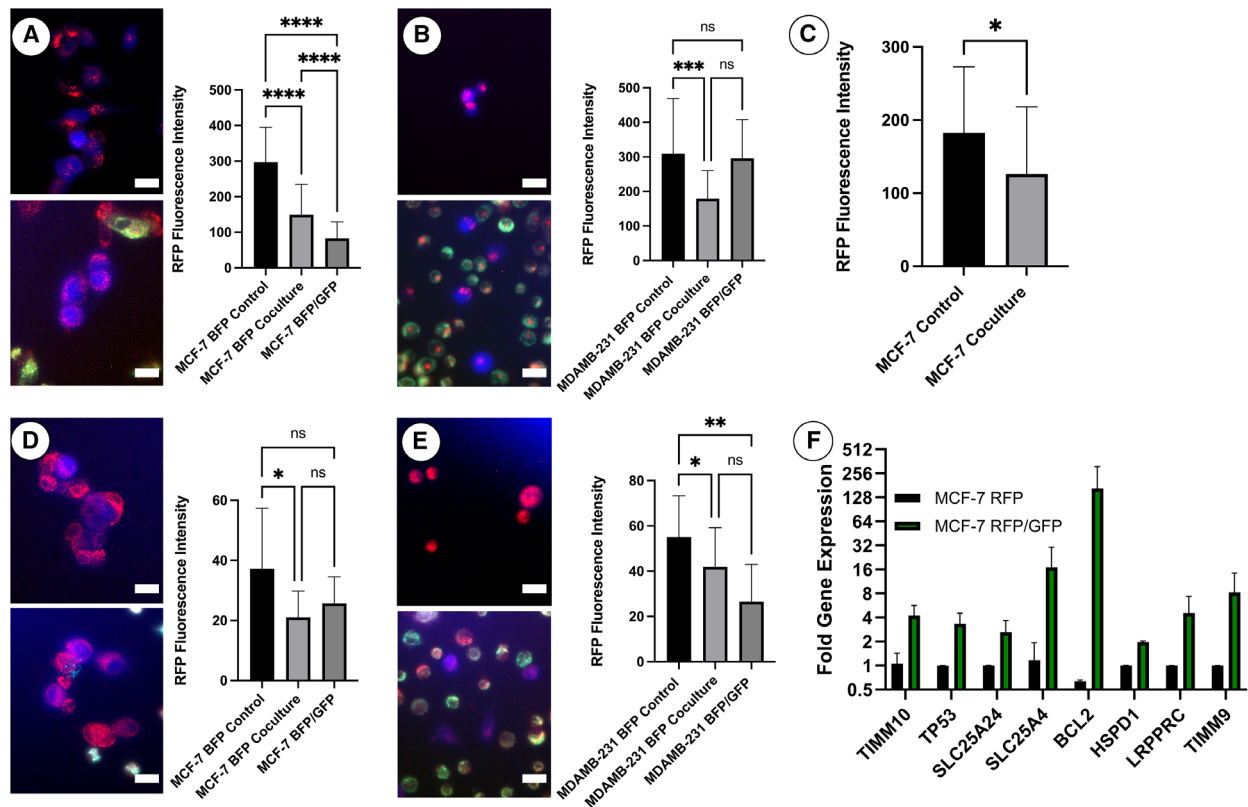 A
RFP Fluorescence Intensity
500
400
300
200
100
0
****
****
****
MCF-7 BFP Control
MCF-7 BFP Coculture
MCF-7 BFP/GFP
B
RFP Fluorescence Intensity
500
400
300
200
100
0
ns
***
ns
MDAMB-231 BFP Control
MDAMB-231 BFP Coculture
MDAMB-231 BFP/GFP
C
RFP Fluorescence Intensity
300
200
100
0
*
MCF-7 Control
MCF-7 Coculture
D
RFP Fluorescence Intensity
60
40
20
0
ns
*
ns
MCF-7 BFP Control
MCF-7 BFP Coculture
MCF-7 BFP/GFP
E
RFP Fluorescence Intensity
80
60
40
20
0
**
*
ns
MDAMB-231 BFP Control
MDAMB-231 BFP Coculture
MDAMB-231 BFP/GFP
F
Fold Gene Expression
512
256
128
64
32
16
8
4
2
1
0.5
MCF-7 RFP
MCF-7 RFP/GFP
TIMM10
TP53
SLC25A24
SLC25A4
BCL2
HSPD1
LRPPRC
TIMM9